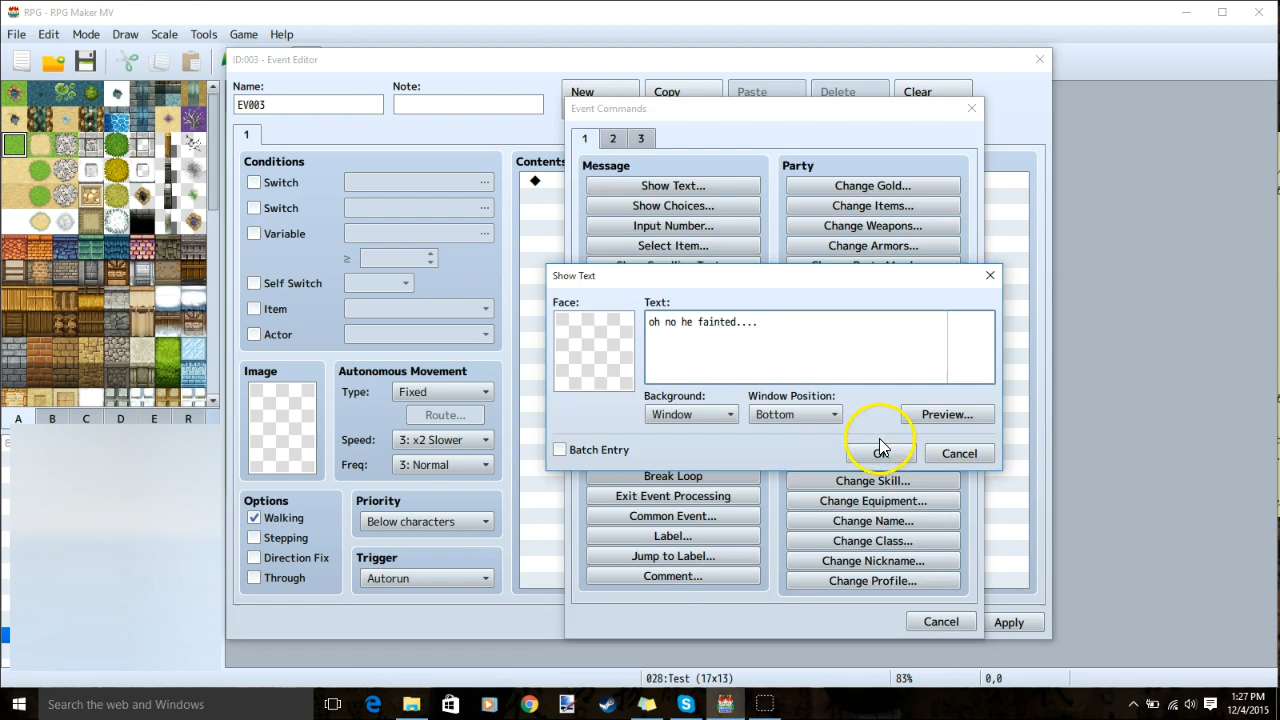 RPG - RPG Maker MV
File Edit Mode Draw Scale Tools Game Help
ID:003 - Event Editor
Name: Note:
EV003
New Copy Paste Delete Clear
1
Conditions
Switch ...
Switch ...
Variable ...
≥
Self Switch
Item
Actor
Image
Autonomous Movement
Type: Fixed
Route...
Speed: 3: x2 Slower
Freq: 3: Normal
Options
Walking
Stepping
Direction Fix
Through
Priority
Below characters
Trigger
Autorun
Contents
Apply
Event Commands
1 2 3
Message
Show Text...
Show Choices...
Input Number...
Select Item...
Party
Change Gold...
Change Items...
Change Weapons...
Change Armors...
Show Text
Face: Text:
oh no he fainted....
Background: Window Position:
Window Bottom Preview...
Batch Entry
Cancel
Break Loop
Exit Event Processing
Common Event...
Label...
Jump to Label...
Comment...
Change Skill...
Change Equipment...
Change Name...
Change Class...
Change Nickname...
Change Profile...
Cancel
A B C D E R
028:Test (17x13) 83% 0,0
Search the web and Windows
1:27 PM
12/4/2015